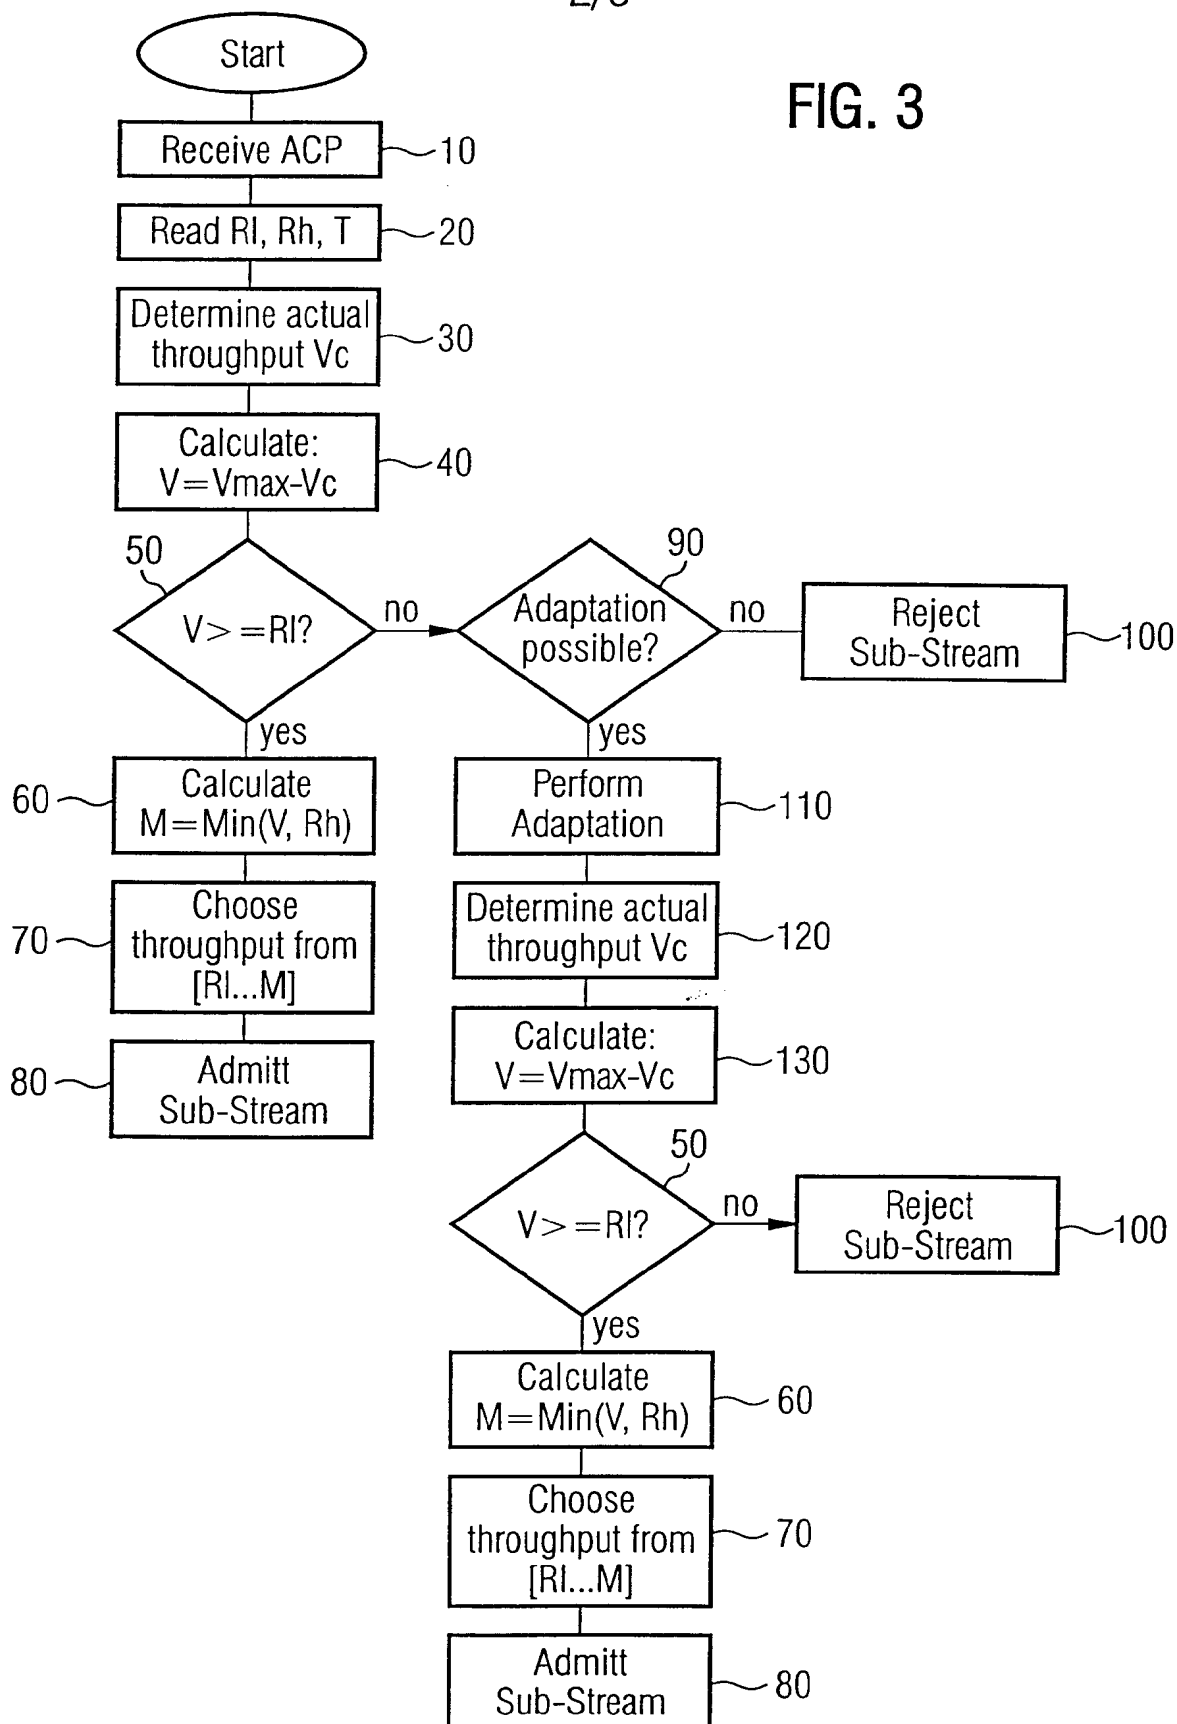 Start
FIG. 3
Receive ACP
10
Read Rl, Rh, T
20
Determine actual
throughput Vc
30
Calculate:
V=Vmax-Vc
40
50
V>=Rl?
no
yes
90
Adaptation
possible?
no
yes
Reject
Sub-Stream
100
60
Calculate
M=Min(V, Rh)
70
Choose
throughput from
[Rl...M]
80
Admitt
Sub-Stream
Perform
Adaptation
110
Determine actual
throughput Vc
120
Calculate:
V=Vmax-Vc
130
50
V>=Rl?
no
yes
Reject
Sub-Stream
100
Calculate
M=Min(V, Rh)
60
Choose
throughput from
[Rl...M]
70
Admitt
Sub-Stream
80